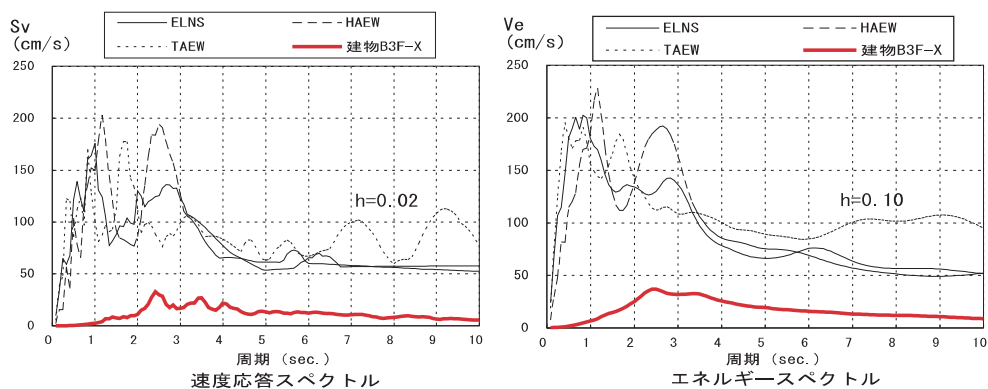 Sv
(cm/s)
ELNS
HAEW
TAEW
建物B3F-X
250
200
150
100
50
0
h=0.02
0 1 2 3 4 5 6 7 8 9 10
周期 (sec.)
速度応答スペクトル
Ve
(cm/s)
ELNS
HAEW
TAEW
建物B3F-X
250
200
150
100
50
0
h=0.10
0 1 2 3 4 5 6 7 8 9 10
周期 (sec.)
エネルギースペクトル